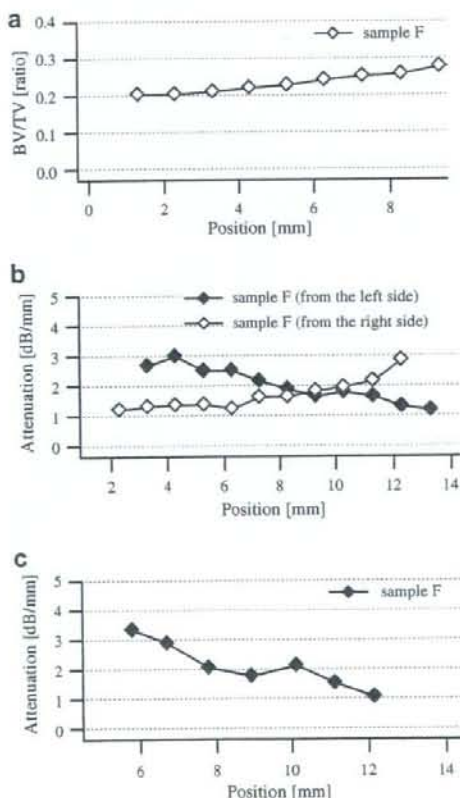 a
sample F
BV/TV [ratio]
0.4
0.3
0.2
0.1
0.0
0 2 4 6 8
Position [mm]
b
sample F (from the left side)
sample F (from the right side)
Attenuation [dB/mm]
5
4
3
2
1
0
2 4 6 8 10 12 14
Position [mm]
c
sample F
Attenuation [dB/mm]
5
4
3
2
1
0
6 8 10 12 14
Position [mm]